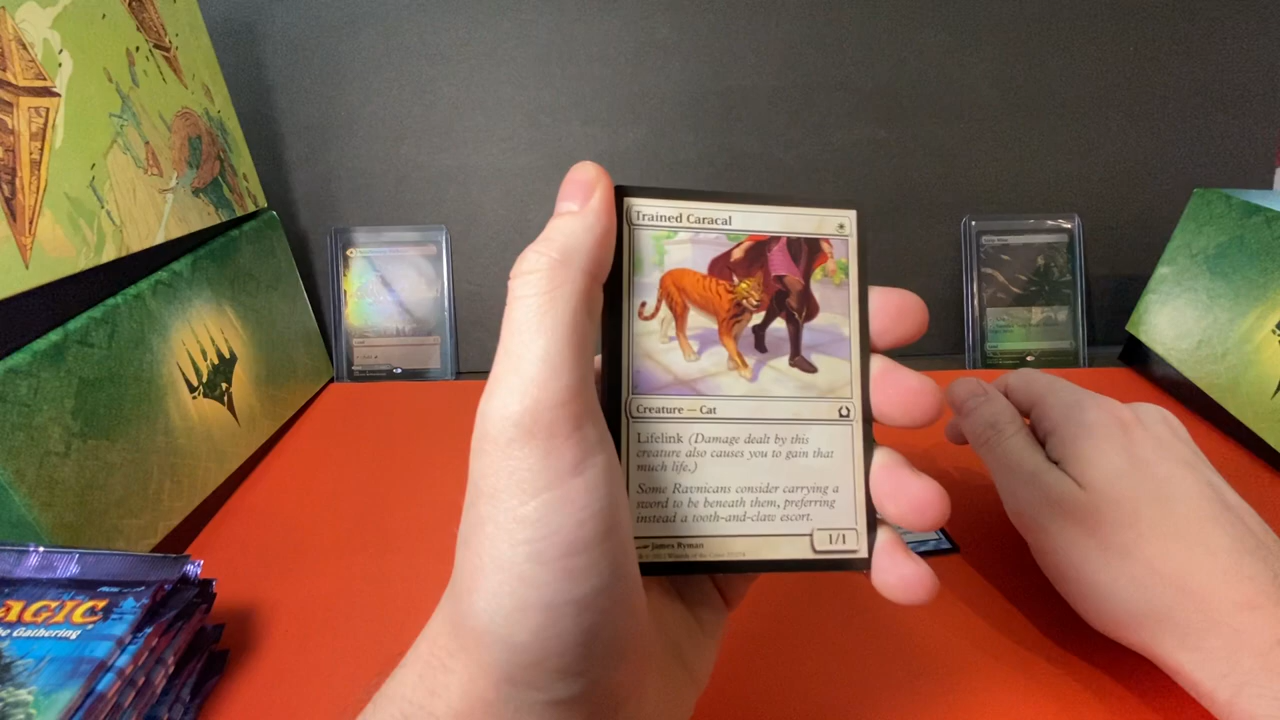 Trained Caracal
Creature — Cat
Lifelink (Damage dealt by this
creature also causes you to gain that
much life.)
Some Ravnicans consider carrying a
sword to be beneath them, preferring
instead a tooth-and-claw escort.
1/1
James Ryman
AGIC
Gathering
Land